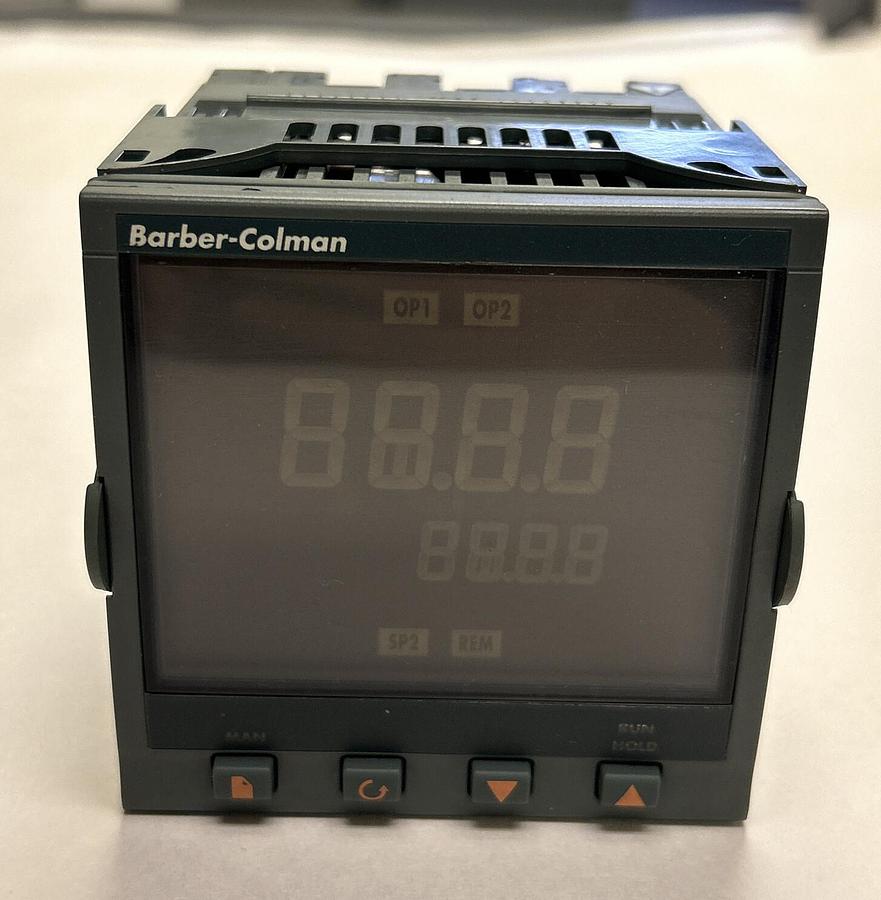 Barber-Colman
OP1 OP2
88.8.8
88.8.8
SP2 REM
MAN
RUN
HOLD